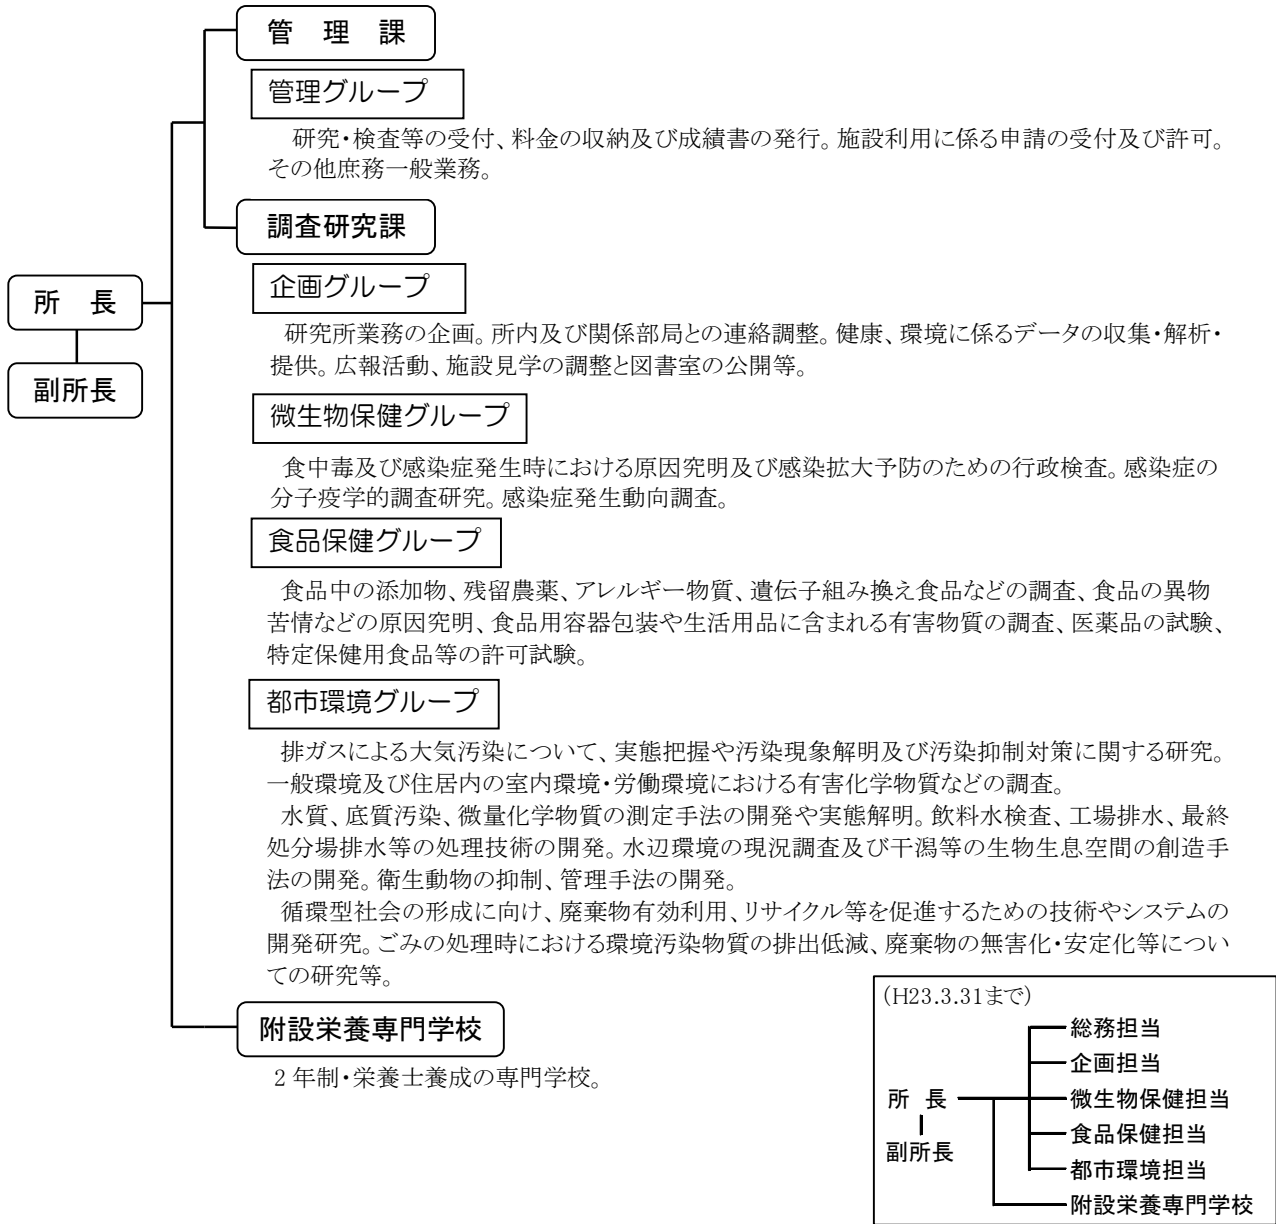 管　理　課
管理グループ
研究・検査等の受付、料金の収納及び成績書の発行。施設利用に係る申請の受付及び許可。
その他庶務一般業務。
調査研究課
所　長
副所長
企画グループ
研究所業務の企画。所内及び関係部局との連絡調整。健康、環境に係るデータの収集・解析・
提供。広報活動、施設見学の調整と図書室の公開等。
微生物保健グループ
食中毒及び感染症発生時における原因究明及び感染拡大予防のための行政検査。感染症の
分子疫学的調査研究。感染症発生動向調査。
食品保健グループ
食品中の添加物、残留農薬、アレルギー物質、遺伝子組み換え食品などの調査、食品の異物
苦情などの原因究明、食品用容器包装や生活用品に含まれる有害物質の調査、医薬品の試験、
特定保健用食品等の許可試験。
都市環境グループ
排ガスによる大気汚染について、実態把握や汚染現象解明及び汚染抑制対策に関する研究。
一般環境及び住居内の室内環境・労働環境における有害化学物質などの調査。
水質、底質汚染、微量化学物質の測定手法の開発や実態解明。飲料水検査、工場排水、最終
処分場排水等の処理技術の開発。水辺環境の現況調査及び干潟等の生物生息空間の創造手
法の開発。衛生動物の抑制、管理手法の開発。
循環型社会の形成に向け、廃棄物有効利用、リサイクル等を促進するための技術やシステムの
開発研究。ごみの処理時における環境汚染物質の排出低減、廃棄物の無害化・安定化等につい
ての研究等。
附設栄養専門学校
2 年制・栄養士養成の専門学校。
(H23.3.31まで)
所　長
副所長
総務担当
企画担当
微生物保健担当
食品保健担当
都市環境担当
附設栄養専門学校